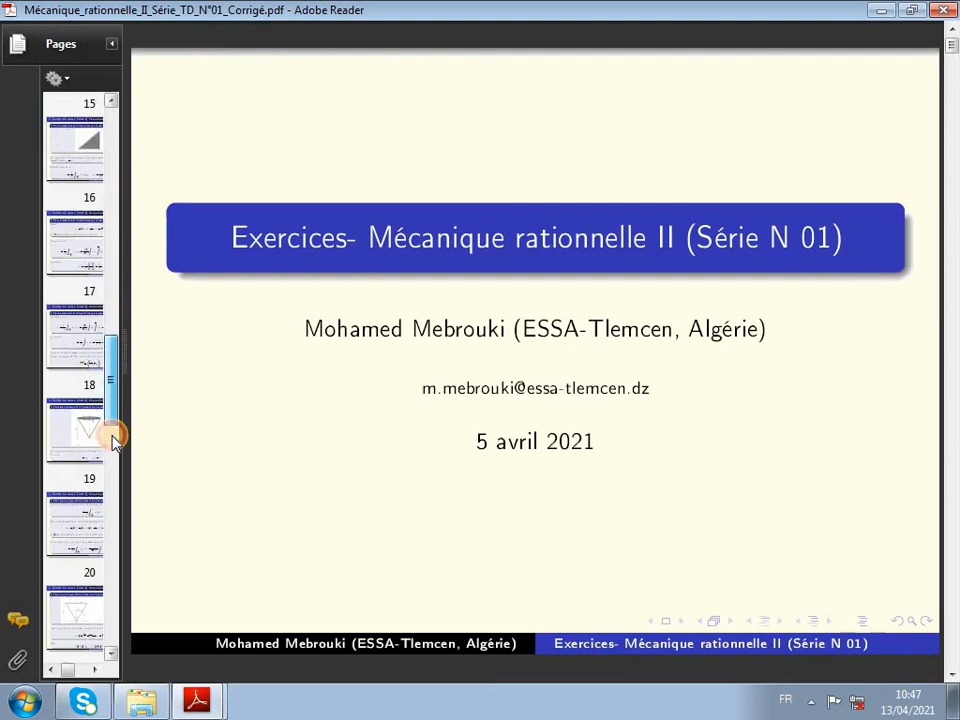 Mécanique_rationnelle_II_Série_TD_N°01_Corrigé.pdf - Adobe Reader
Pages
15
16
17
18
19
20
Exercices- Mécanique rationnelle II (Série N 01)
Mohamed Mebrouki (ESSA-Tlemcen, Algérie)
m.mebrouki@essa-tlemcen.dz
5 avril 2021
Mohamed Mebrouki (ESSA-Tlemcen, Algérie) Exercices- Mécanique rationnelle II (Série N 01)
FR
10:47
13/04/2021